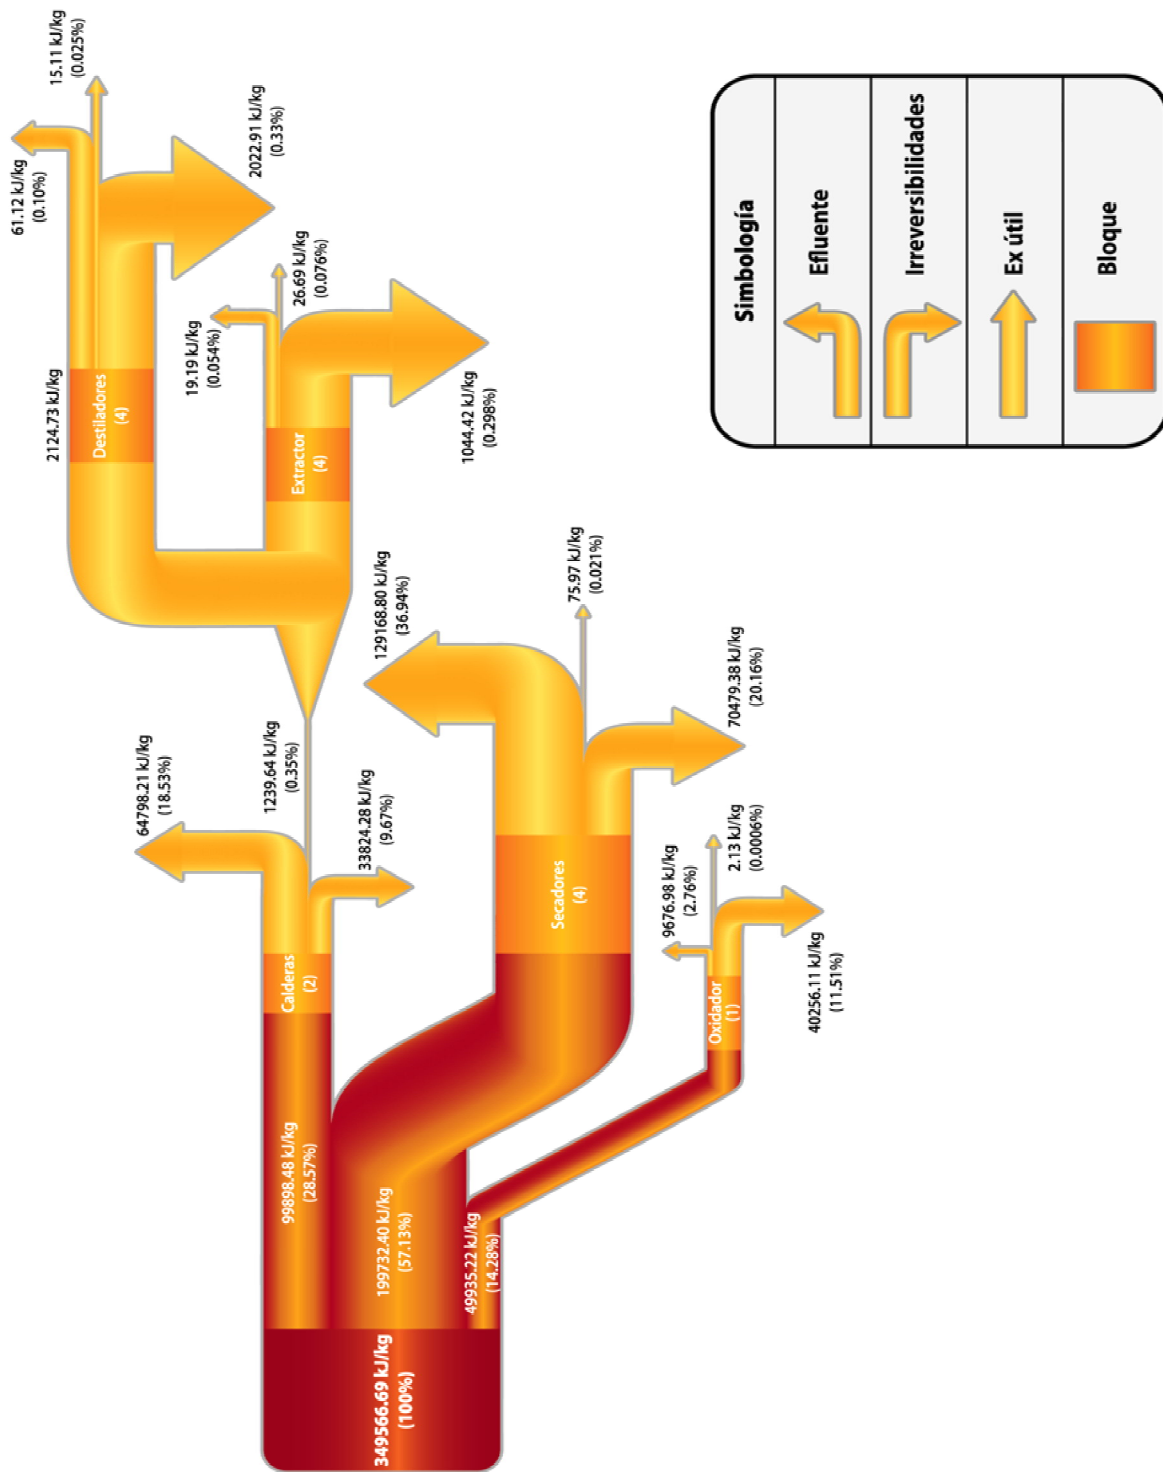 349566.69 kJ/kg
(100%)
99898.48 kJ/kg
(28.57%)
199732.40 kJ/kg
(57.13%)
49935.22 kJ/kg
(14.28%)
Calderas
(2)
64798.21 kJ/kg
(18.53%)
1239.64 kJ/kg
(0.35%)
33824.28 kJ/kg
(9.67%)
Secadores
(4)
129168.80 kJ/kg
(36.94%)
75.97 kJ/kg
(0.021%)
70479.38 kJ/kg
(20.16%)
Oxidador
(1)
9676.98 kJ/kg
(2.76%)
2.13 kJ/kg
(0.0006%)
40256.11 kJ/kg
(11.51%)
2124.73 kJ/kg
Destiladores
(4)
61.12 kJ/kg
(0.10%)
15.11 kJ/kg
(0.025%)
2022.91 kJ/kg
(0.33%)
Extractor
(4)
19.19 kJ/kg
(0.054%)
26.69 kJ/kg
(0.076%)
1044.42 kJ/kg
(0.298%)
Simbología
Efluente
Irreversibilidades
Ex útil
Bloque